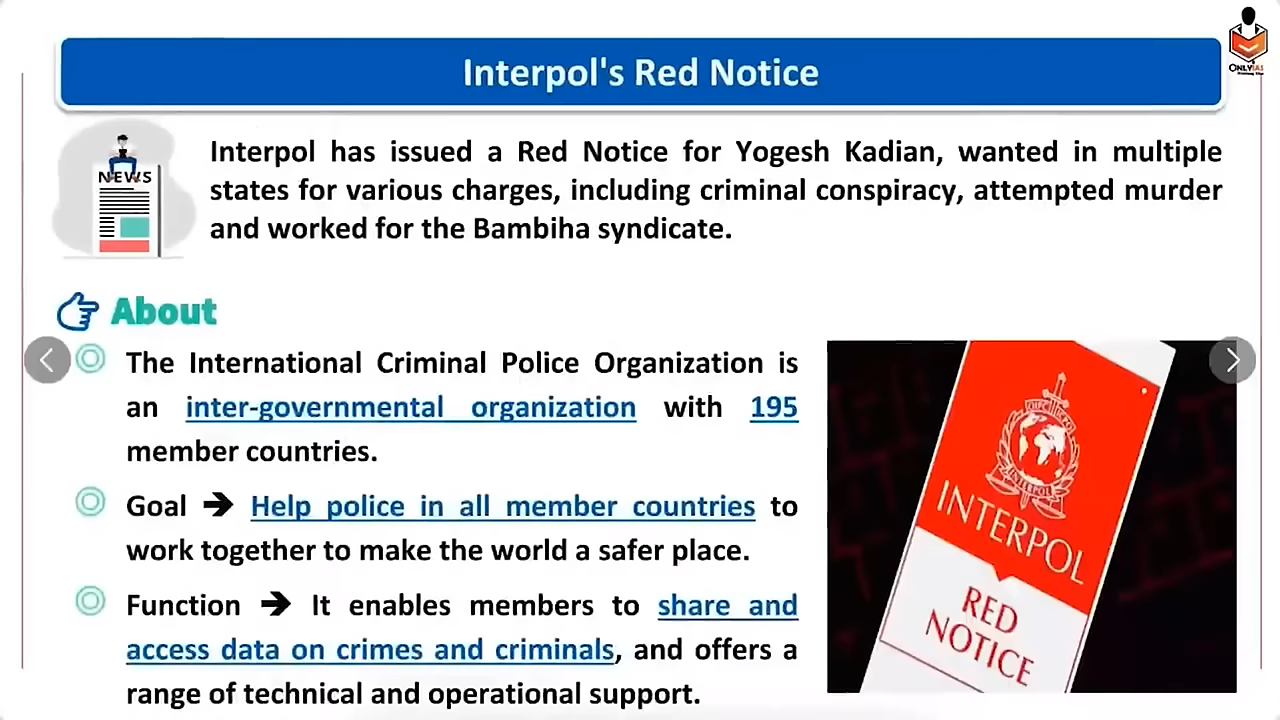 ONLYIAS
Interpol's Red Notice
NEWS
Interpol has issued a Red Notice for Yogesh Kadian, wanted in multiple
states for various charges, including criminal conspiracy, attempted murder
and worked for the Bambiha syndicate.
About
The International Criminal Police Organization is
an inter-governmental organization with 195
member countries.
Goal ➔ Help police in all member countries to
work together to make the world a safer place.
Function ➔ It enables members to share and
access data on crimes and criminals, and offers a
range of technical and operational support.
OIPC ICPO
INTERPOL
INTERPOL
RED
NOTICE